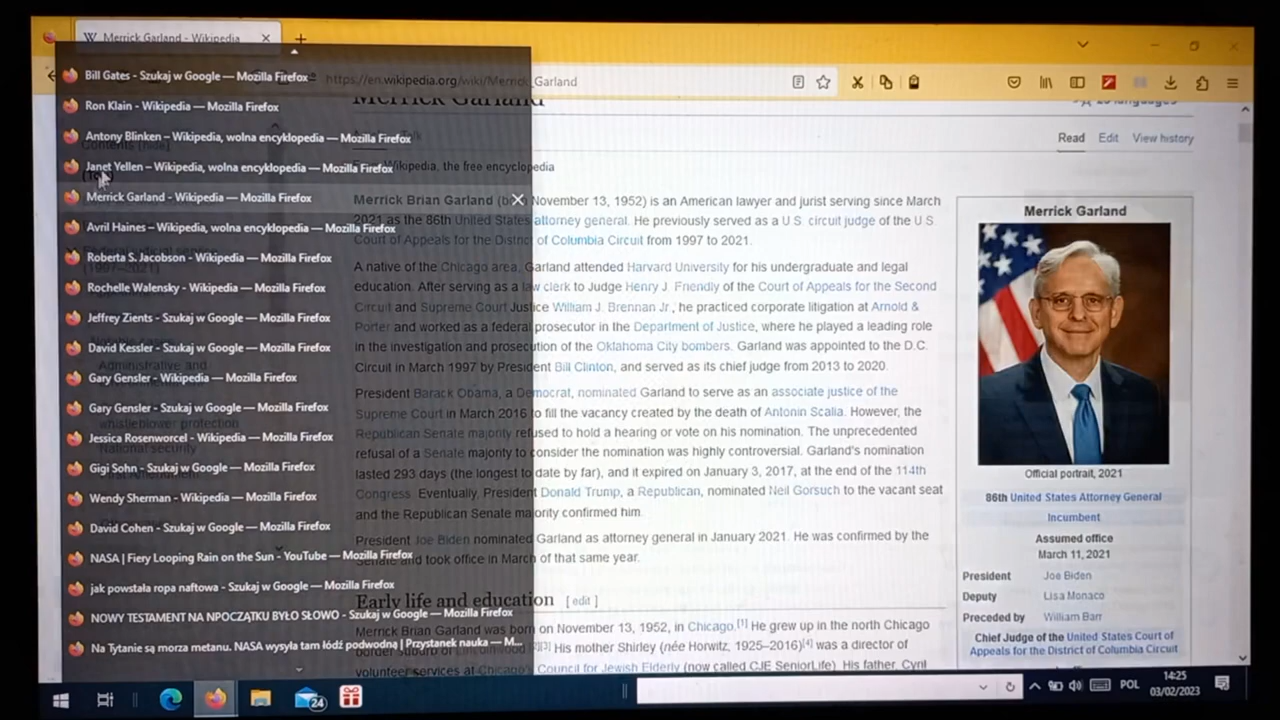 Merrick Garland - Wikipedia
https://en.wikipedia.org/wiki/Merrick_Garland
Bill Gates - Szukaj w Google — Mozilla Firefox
Ron Klain - Wikipedia — Mozilla Firefox
Antony Blinken – Wikipedia, wolna encyklopedia — Mozilla Firefox
Janet Yellen – Wikipedia, wolna encyklopedia — Mozilla Firefox
Merrick Garland - Wikipedia — Mozilla Firefox
Avril Haines – Wikipedia, wolna encyklopedia — Mozilla Firefox
Roberta S. Jacobson - Wikipedia — Mozilla Firefox
Rochelle Walensky - Wikipedia — Mozilla Firefox
Jeffrey Zients - Szukaj w Google — Mozilla Firefox
David Kessler - Szukaj w Google — Mozilla Firefox
Gary Gensler - Wikipedia — Mozilla Firefox
Gary Gensler - Szukaj w Google — Mozilla Firefox
Jessica Rosenworcel - Wikipedia — Mozilla Firefox
Gigi Sohn - Szukaj w Google — Mozilla Firefox
Wendy Sherman - Wikipedia — Mozilla Firefox
David Cohen - Szukaj w Google — Mozilla Firefox
NASA | Fiery Looping Rain on the Sun - YouTube — Mozilla Firefox
jak powstała ropa naftowa - Szukaj w Google — Mozilla Firefox
NOWY TESTAMENT NA NPOCZĄTKU BYŁO SŁOWO - Szukaj w Google — Mozilla Firefox
Na Tytanie są morza metanu. NASA wysyła tam łódź podwodną | Przystanek nauka — M...
Merrick Garland
Read Edit View history
Wikipedia, the free encyclopedia
Merrick Brian Garland November 13, 1952) is an American lawyer and jurist serving since March
2021 as the 86th United States attorney general. He previously served as a U.S. circuit judge of the U.S.
Court of Appeals for the District of Columbia Circuit from 1997 to 2021.
A native of the Chicago area, Garland attended Harvard University for his undergraduate and legal
education. After serving as a law clerk to Judge Henry J. Friendly of the Court of Appeals for the Second
Circuit and Supreme Court Justice William J. Brennan Jr., he practiced corporate litigation at Arnold &
Porter and worked as a federal prosecutor in the Department of Justice, where he played a leading role
in the investigation and prosecution of the Oklahoma City bombers. Garland was appointed to the D.C.
Circuit in March 1997 by President Bill Clinton, and served as its chief judge from 2013 to 2020.
President Barack Obama, a Democrat, nominated Garland to serve as an associate justice of the
Supreme Court in March 2016 to fill the vacancy created by the death of Antonin Scalia. However, the
Republican Senate majority refused to hold a hearing or vote on his nomination. The unprecedented
refusal of a Senate majority to consider the nomination was highly controversial. Garland's nomination
lasted 293 days (the longest to date by far), and it expired on January 3, 2017, at the end of the 114th
Congress. Eventually, President Donald Trump, a Republican, nominated Neil Gorsuch to the vacant seat
and the Republican Senate majority confirmed him.
President Joe Biden nominated Garland as attorney general in January 2021. He was confirmed by the
Senate and took office in March of that same year.
Early life and education [ edit ]
Merrick Brian Garland was born on November 13, 1952, in Chicago.[1] He grew up in the north Chicago
[3] His mother Shirley (née Horwitz, 1925–2016)[4] was a director of
volunteer services at Chicago's Council for Jewish Elderly (now called CJE SeniorLife). His father, Cyril
Merrick Garland
Official portrait, 2021
86th United States Attorney General
Incumbent
Assumed office
March 11, 2021
President Joe Biden
Deputy Lisa Monaco
Preceded by William Barr
Chief Judge of the United States Court of
Appeals for the District of Columbia Circuit
24
POL
14:25
03/02/2023